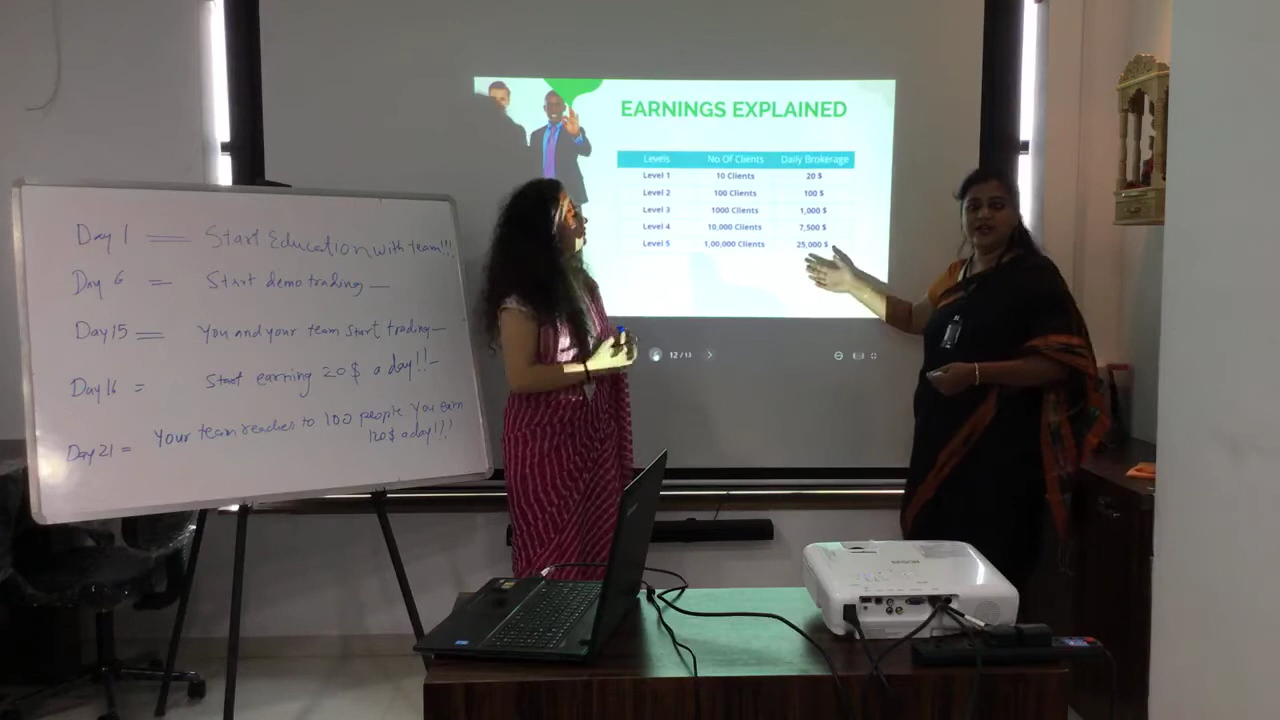 Day 1 = Start Education with team!!!
Day 6 = Start demo trading —
Day 15 = You and your team start trading —
Day 16 = Start earning 20$ a day!! —
Day 21 = Your team reaches to 100 people you earn
120$ a day!!!
EARNINGS EXPLAINED
Levels No Of Clients Daily Brokerage
Level 1 10 Clients 20 $
Level 2 100 Clients 100 $
Level 3 1000 Clients 1,000 $
Level 4 10,000 Clients 7,500 $
Level 5 1,00,000 Clients 25,000 $
12 / 13
EPSON